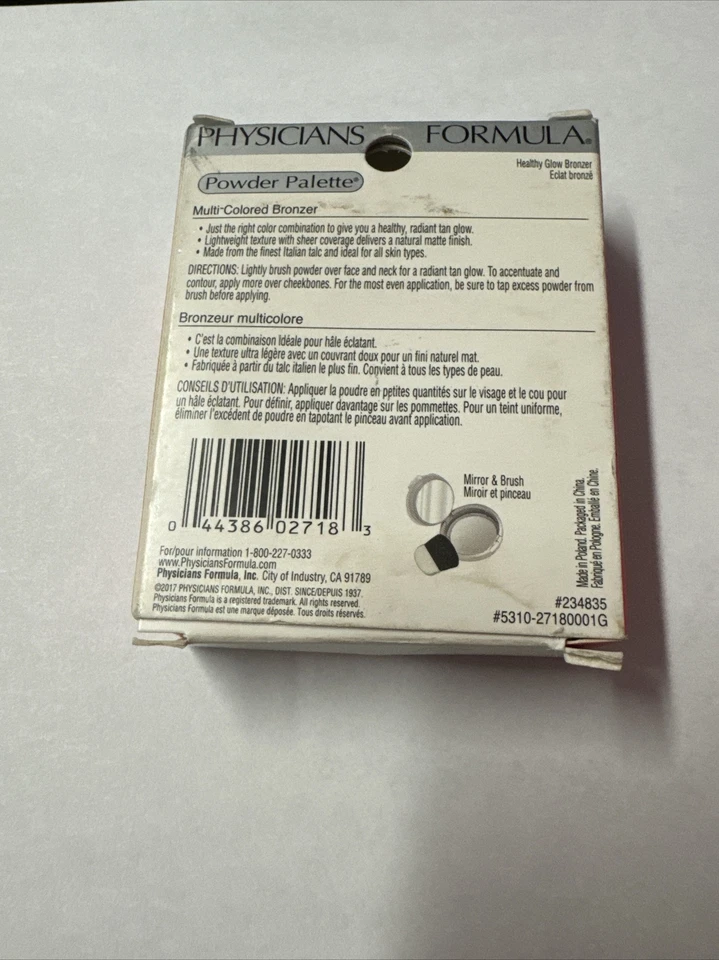 PHYSICIANS FORMULA®
Healthy Glow Bronzer
Eclat bronzé
Powder Palette®
Multi-Colored Bronzer
• Just the right color combination to give you a healthy, radiant tan glow.
• Lightweight texture with sheer coverage delivers a natural matte finish.
• Made from the finest Italian talc and ideal for all skin types.
DIRECTIONS: Lightly brush powder over face and neck for a radiant tan glow. To accentuate and
contour, apply more over cheekbones. For the most even application, be sure to tap excess powder from
brush before applying.
Bronzeur multicolore
• C'est la combinaison Idéale pour hâle éclatant.
• Une texture ultra légère avec un couvrant doux pour un fini naturel mat.
• Fabriquée à partir du talc italien le plus fin. Convient à tous les types de peau.
CONSEILS D'UTILISATION: Appliquer la poudre en petites quantités sur le visage et le cou pour
un hâle éclatant. Pour définir, appliquer davantage sur les pommettes. Pour un teint uniforme,
éliminer l'excédent de poudre en tapotant le pinceau avant application.
0 44386 02718 3
Mirror & Brush
Miroir et pinceau
Made in Poland. Packaged in China.
Fabriqué en Pologne. Emballé en Chine.
For/pour information 1-800-227-0333
www.PhysiciansFormula.com
Physicians Formula, Inc. City of Industry, CA 91789
©2017 PHYSICIANS FORMULA, INC., DIST. SINCE/DEPUIS 1937.
Physicians Formula is a registered trademark. All rights reserved.
Physicians Formula est une marque déposée. Tous droits réservés.
#234835
#5310-27180001G